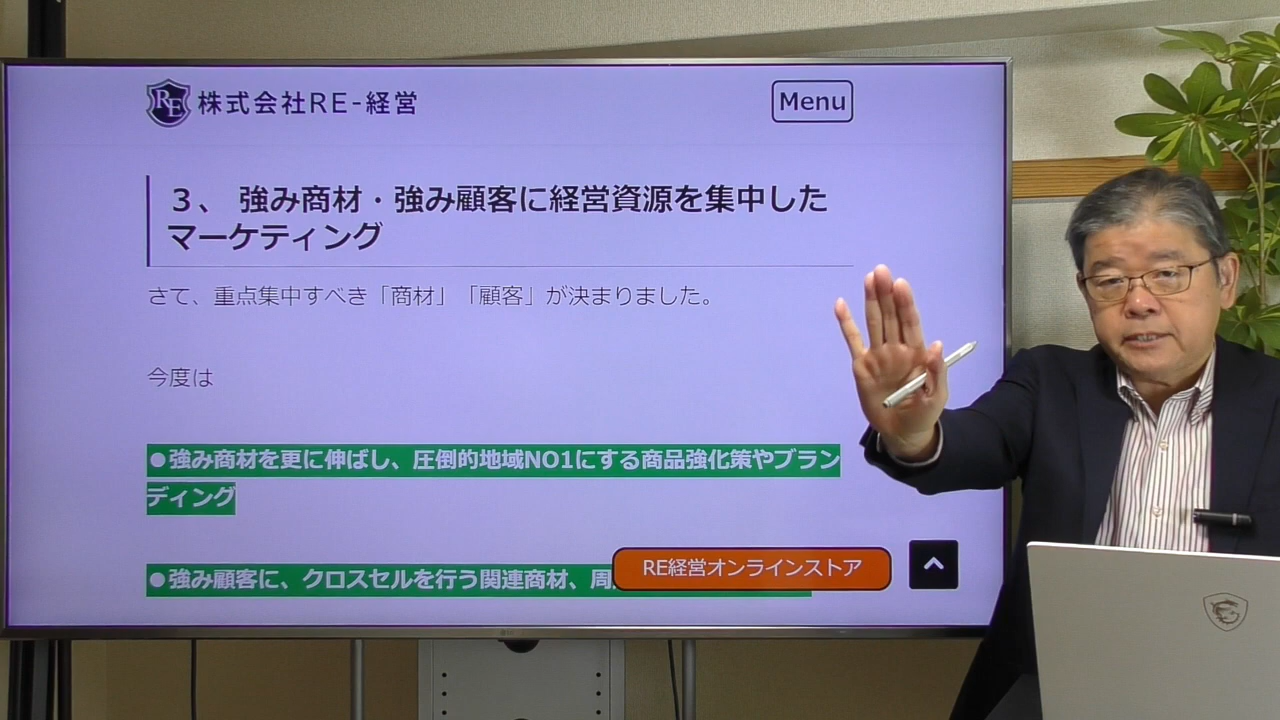 RE 株式会社RE-経営
Menu
３、 強み商材・強み顧客に経営資源を集中した
マーケティング
さて、重点集中すべき「商材」「顧客」が決まりました。
今度は
●強み商材を更に伸ばし、圧倒的地域NO1にする商品強化策やブラン
ディング
●強み顧客に、クロスセルを行う関連商材、周
RE経営オンラインストア
LG